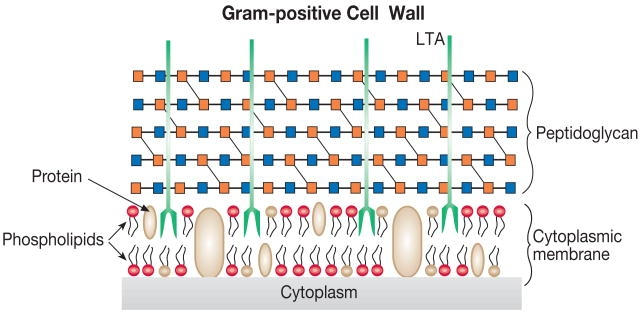 Gram-positive Cell Wall
LTA
Peptidoglycan
Protein
Phospholipids
Cytoplasmic
membrane
Cytoplasm